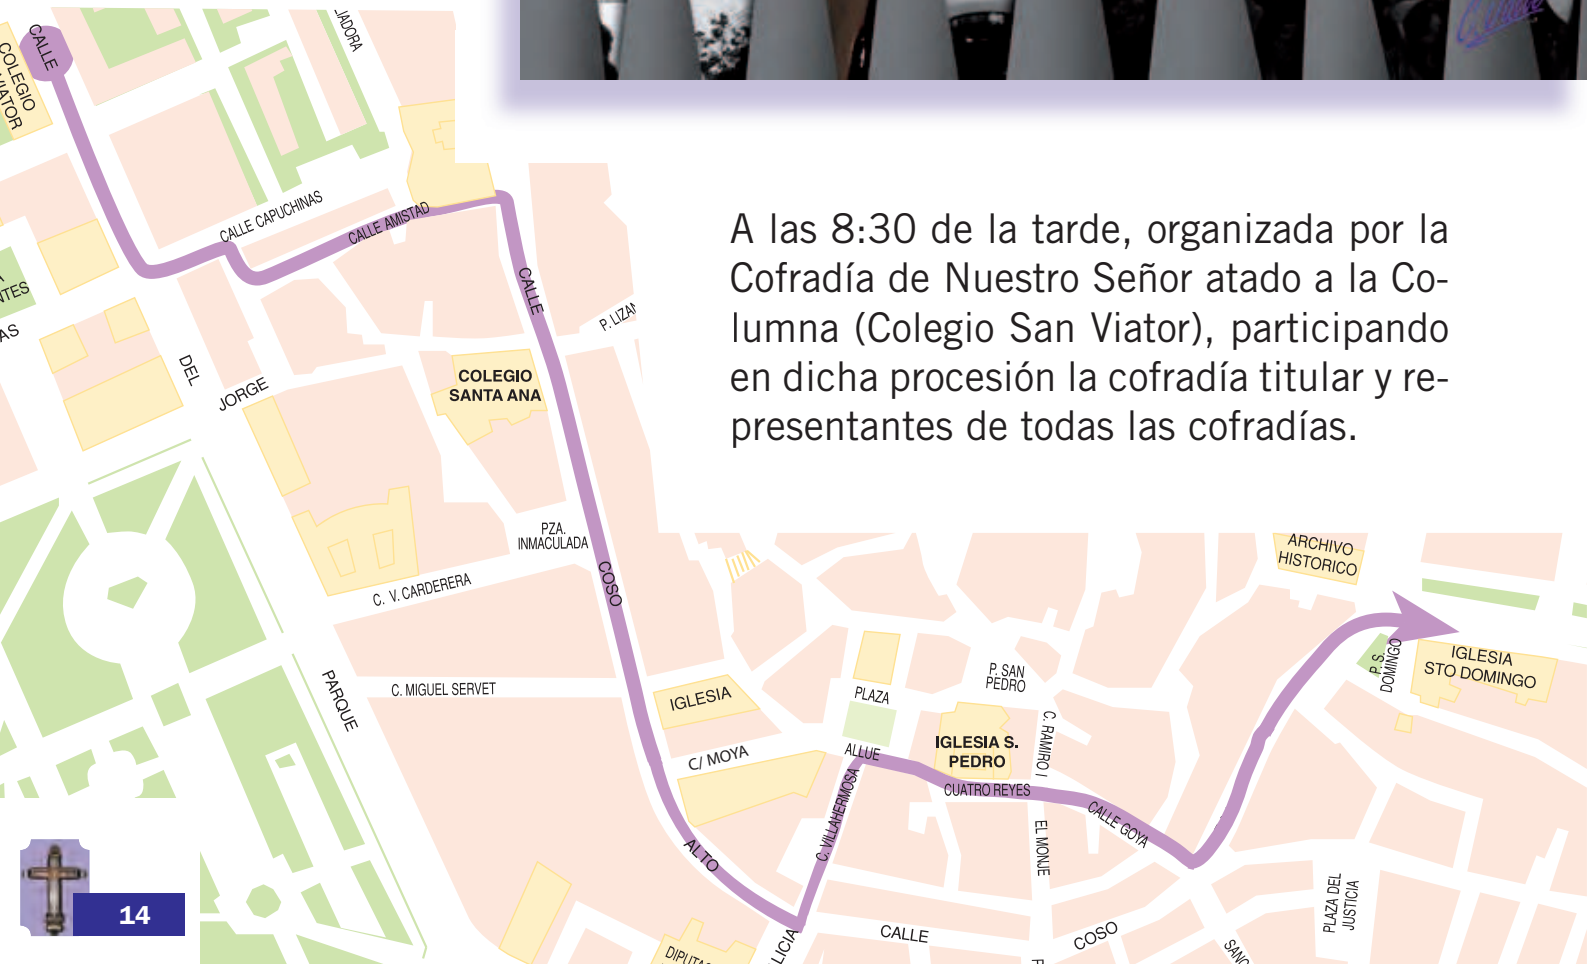 A las 8:30 de la tarde, organizada por la
Cofradía de Nuestro Señor atado a la Co-
lumna (Colegio San Viator), participando
en dicha procesión la cofradía titular y re-
presentantes de todas las cofradías.
CALLE
COLEGIO
VIATOR
CALLE CAPUCHINAS
CALLE AMISTAD
CALLE
P. LIZAN
DEL
JORGE
COLEGIO
SANTA ANA
PZA.
INMACULADA
C. V. CARDERERA
COSO
ARCHIVO
HISTORICO
PARQUE
C. MIGUEL SERVET
IGLESIA
PLAZA
P. SAN
PEDRO
P. S.
DOMINGO
IGLESIA
STO DOMINGO
C/ MOYA
ALLUE
IGLESIA S.
PEDRO
C. RAMIRO I
CUATRO REYES
CALLE GOYA
C. VILLAHERMOSA
EL MONJE
ALTO
PLAZA DEL
JUSTICIA
CALLE
COSO
14